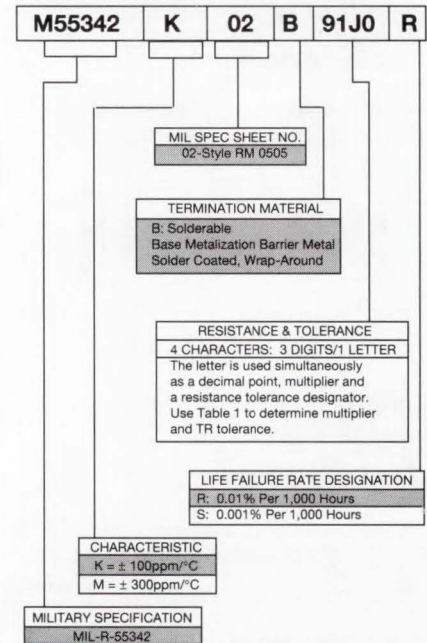 M55342 K 02 B 91J0 R
MIL SPEC SHEET NO.
02-Style RM 0505
TERMINATION MATERIAL
B: Solderable
Base Metalization Barrier Metal
Solder Coated, Wrap-Around
RESISTANCE & TOLERANCE
4 CHARACTERS: 3 DIGITS/1 LETTER
The letter is used simultaneously
as a decimal point, multiplier and
a resistance tolerance designator.
Use Table 1 to determine multiplier
and TR tolerance.
LIFE FAILURE RATE DESIGNATION
R: 0.01% Per 1,000 Hours
S: 0.001% Per 1,000 Hours
CHARACTERISTIC
K = ± 100ppm/°C
M = ± 300ppm/°C
MILITARY SPECIFICATION
MIL-R-55342